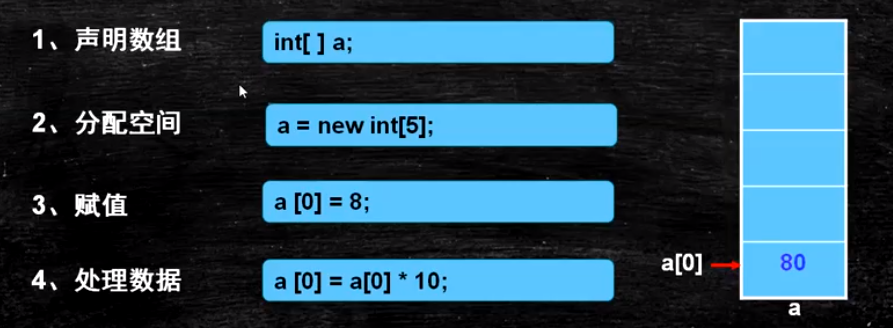 1、声明数组
int[ ] a;
2、分配空间
a = new int[5];
3、赋值
a [0] = 8;
4、处理数据
a [0] = a[0] * 10;
a[0]
80
a